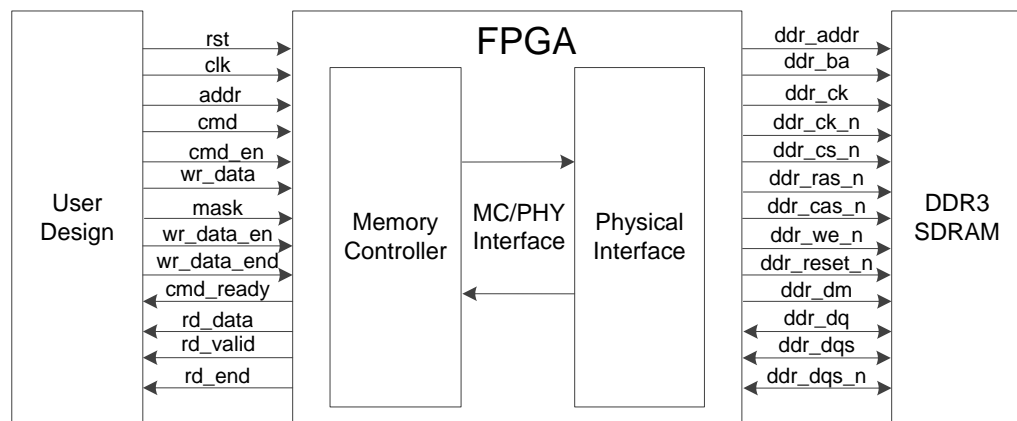 FPGA
rst
clk
addr
cmd
cmd_en
wr_data
mask
wr_data_en
wr_data_end
cmd_ready
rd_data
rd_valid
rd_end
User
Design
Memory
Controller
MC/PHY
Interface
Physical
Interface
ddr_addr
ddr_ba
ddr_ck
ddr_ck_n
ddr_cs_n
ddr_ras_n
ddr_cas_n
ddr_we_n
ddr_reset_n
ddr_dm
ddr_dq
ddr_dqs
ddr_dqs_n
DDR3
SDRAM